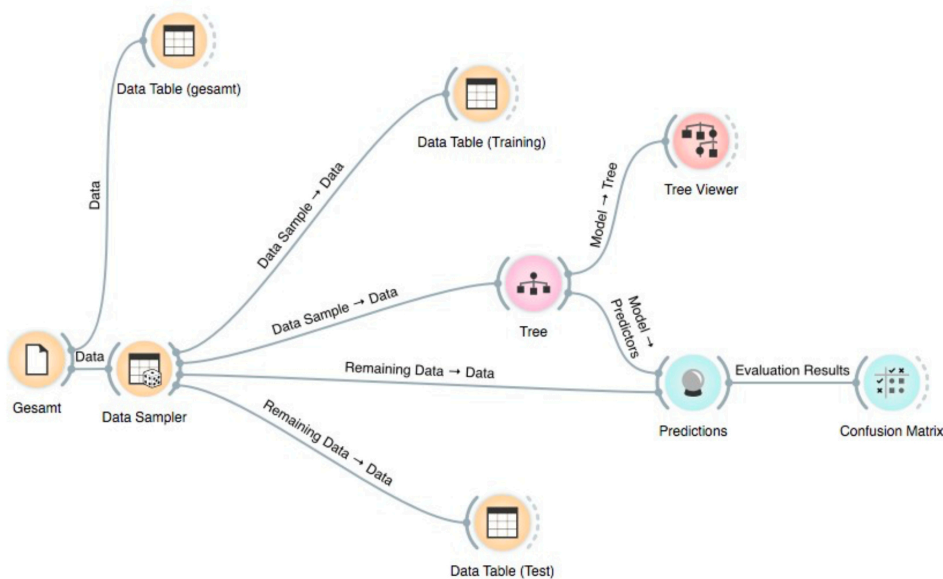 Data Table (gesamt)
Data
Data Table (Training)
Data Sample → Data
Tree Viewer
Model → Tree
Data Sample → Data
Tree
Model →
Predictors
Data
Gesamt
Data Sampler
Remaining Data → Data
Predictions
Evaluation Results
Confusion Matrix
Remaining Data → Data
Data Table (Test)